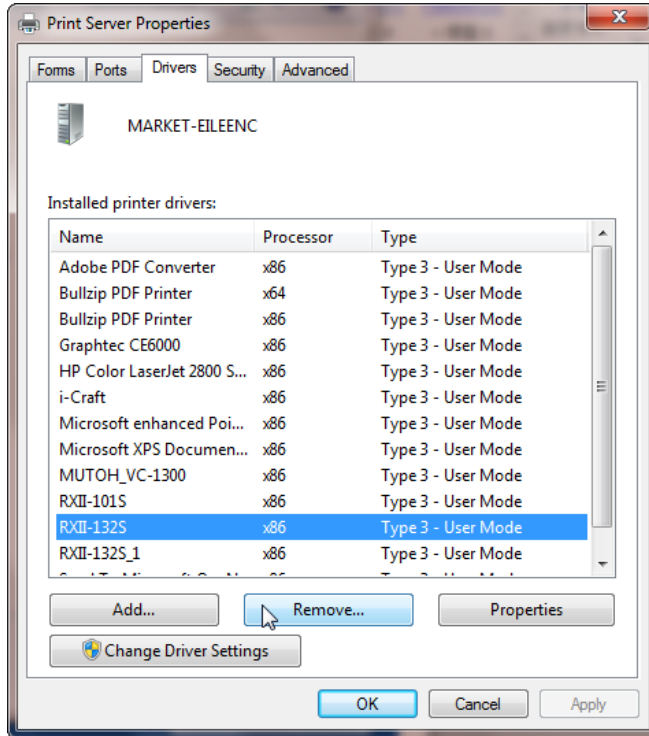 Print Server Properties
Forms Ports Drivers Security Advanced
MARKET-EILEENC
Installed printer drivers:
Name Processor Type
Adobe PDF Converter x86 Type 3 - User Mode
Bullzip PDF Printer x64 Type 3 - User Mode
Bullzip PDF Printer x86 Type 3 - User Mode
Graphtec CE6000 x86 Type 3 - User Mode
HP Color LaserJet 2800 S... x86 Type 3 - User Mode
i-Craft x86 Type 3 - User Mode
Microsoft enhanced Poi... x86 Type 3 - User Mode
Microsoft XPS Documen... x86 Type 3 - User Mode
MUTOH_VC-1300 x86 Type 3 - User Mode
RXII-101S x86 Type 3 - User Mode
RXII-132S x86 Type 3 - User Mode
RXII-132S_1 x86 Type 3 - User Mode
Add... Remove... Properties
Change Driver Settings
OK Cancel Apply